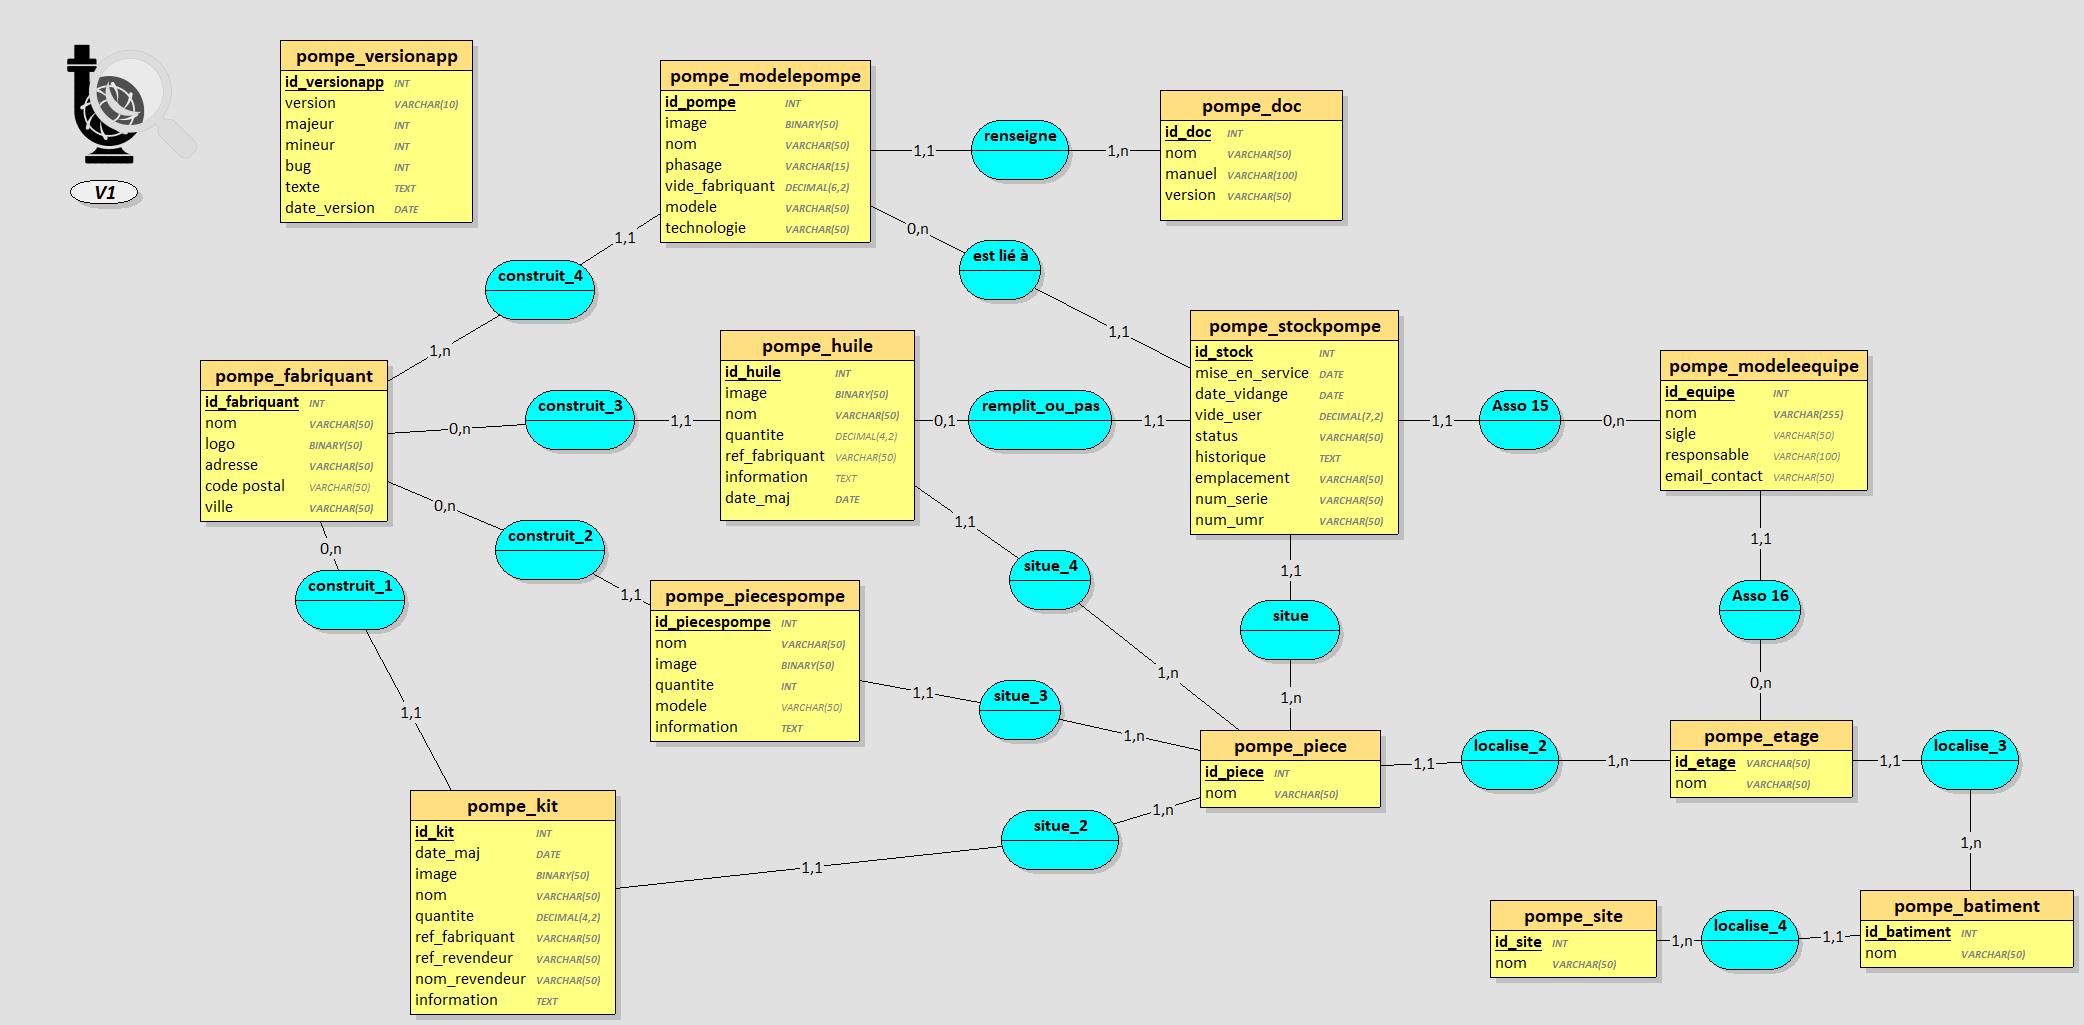 V1
pompe_versionapp
id_versionapp INT
version VARCHAR(10)
majeur INT
mineur INT
bug INT
texte TEXT
date_version DATE
pompe_modelepompe
id_pompe INT
image BINARY(50)
nom VARCHAR(50)
phasage VARCHAR(15)
vide_fabriquant DECIMAL(6,2)
modele VARCHAR(50)
technologie VARCHAR(50)
1,1
renseigne
1,n
pompe_doc
id_doc INT
nom VARCHAR(50)
manuel VARCHAR(100)
version VARCHAR(50)
1,1
construit_4
1,n
0,n
est lié à
1,1
pompe_fabriquant
id_fabriquant INT
nom VARCHAR(50)
logo BINARY(50)
adresse VARCHAR(50)
code postal VARCHAR(50)
ville VARCHAR(50)
0,n
construit_3
1,1
pompe_huile
id_huile INT
image BINARY(50)
nom VARCHAR(50)
quantite DECIMAL(4,2)
ref_fabriquant VARCHAR(50)
information TEXT
date_maj DATE
0,1
remplit_ou_pas
1,1
pompe_stockpompe
id_stock INT
mise_en_service DATE
date_vidange DATE
vide_user DECIMAL(7,2)
status VARCHAR(50)
historique TEXT
emplacement VARCHAR(50)
num_serie VARCHAR(50)
num_umr VARCHAR(50)
1,1
Asso 15
0,n
pompe_modeleequipe
id_equipe INT
nom VARCHAR(255)
sigle VARCHAR(50)
responsable VARCHAR(100)
email_contact VARCHAR(50)
0,n
construit_2
1,1
0,n
construit_1
1,1
1,1
situe_4
1,n
1,1
situe
1,n
1,1
Asso 16
0,n
pompe_piecespompe
id_piecespompe INT
nom VARCHAR(50)
image BINARY(50)
quantite INT
modele VARCHAR(50)
information TEXT
1,1
situe_3
1,n
pompe_piece
id_piece INT
nom VARCHAR(50)
1,1
localise_2
1,n
pompe_etage
id_etage VARCHAR(50)
nom VARCHAR(50)
1,1
localise_3
1,n
pompe_kit
id_kit INT
date_maj DATE
image BINARY(50)
nom VARCHAR(50)
quantite DECIMAL(4,2)
ref_fabriquant VARCHAR(50)
ref_revendeur VARCHAR(50)
nom_revendeur VARCHAR(50)
information TEXT
1,1
situe_2
1,n
pompe_site
id_site INT
nom VARCHAR(50)
1,n
localise_4
1,1
pompe_batiment
id_batiment INT
nom VARCHAR(50)